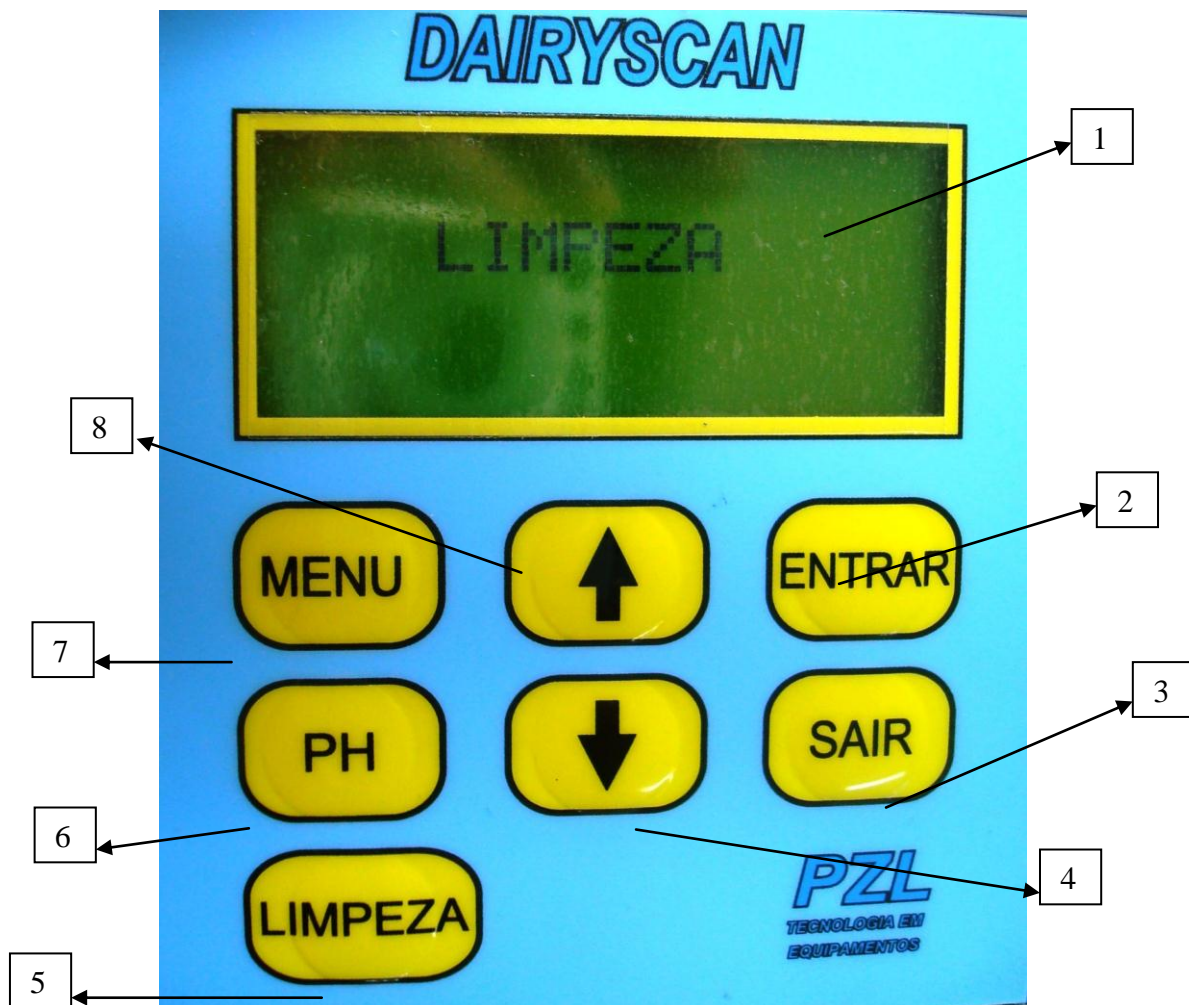 DAIRYSCAN
1
LIMPEZA
8
2
MENU
ENTRAR
7
3
PH
SAIR
6
4
PZL
TECNOLOGIA EM
EQUIPAMENTOS
LIMPEZA
5